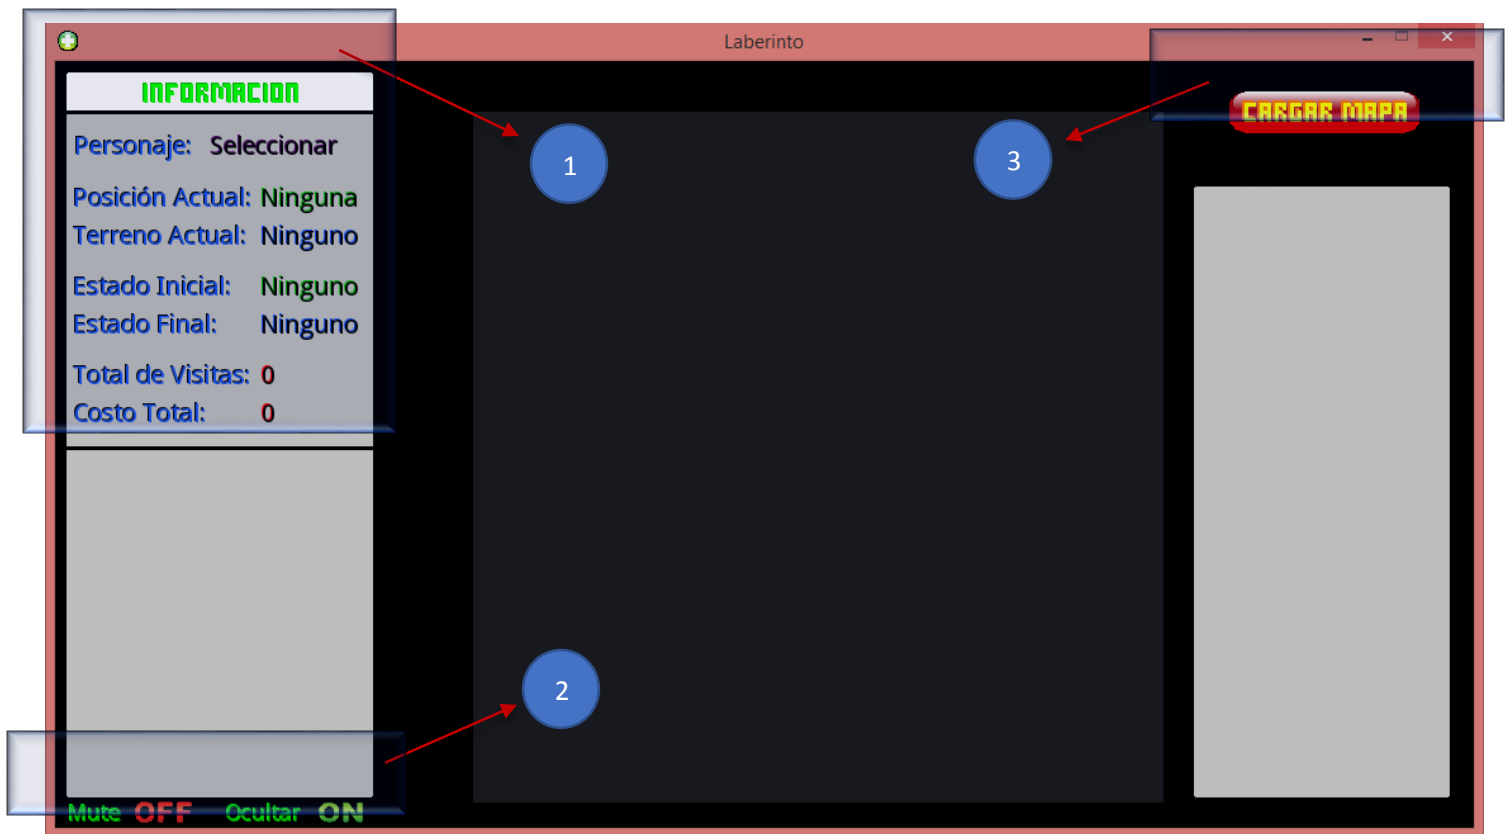 Laberinto
INFORMACION
Personaje: Seleccionar
Posición Actual: Ninguna
Terreno Actual: Ninguno
Estado Inicial: Ninguno
Estado Final: Ninguno
Total de Visitas: 0
Costo Total: 0
Mute OFF Ocultar ON
1
2
3
CARGAR MAPA